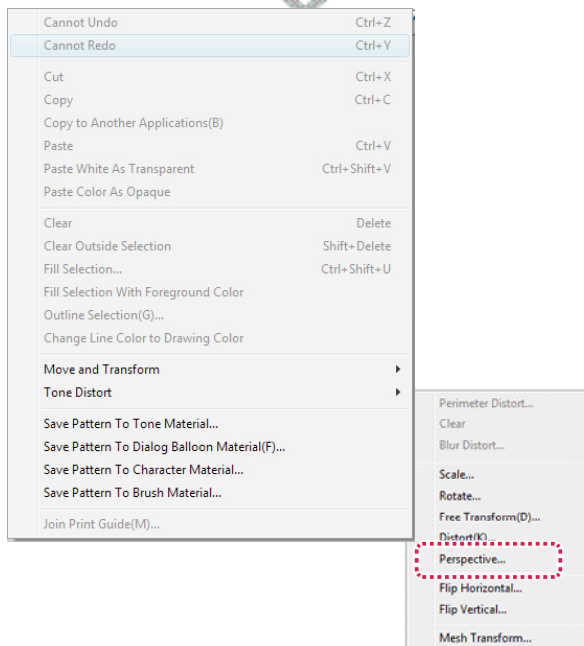 Cannot Undo Ctrl+Z
Cannot Redo Ctrl+Y
Cut Ctrl+X
Copy Ctrl+C
Copy to Another Applications(B)
Paste Ctrl+V
Paste White As Transparent Ctrl+Shift+V
Paste Color As Opaque
Clear Delete
Clear Outside Selection Shift+Delete
Fill Selection... Ctrl+Shift+U
Fill Selection With Foreground Color
Outline Selection(G)...
Change Line Color to Drawing Color
Move and Transform
Tone Distort
Save Pattern To Tone Material...
Save Pattern To Dialog Balloon Material(F)...
Save Pattern To Character Material...
Save Pattern To Brush Material...
Join Print Guide(M)...
Perimeter Distort...
Clear
Blur Distort...
Scale...
Rotate...
Free Transform(D)...
Distort(K)...
Perspective...
Flip Horizontal...
Flip Vertical...
Mesh Transform...